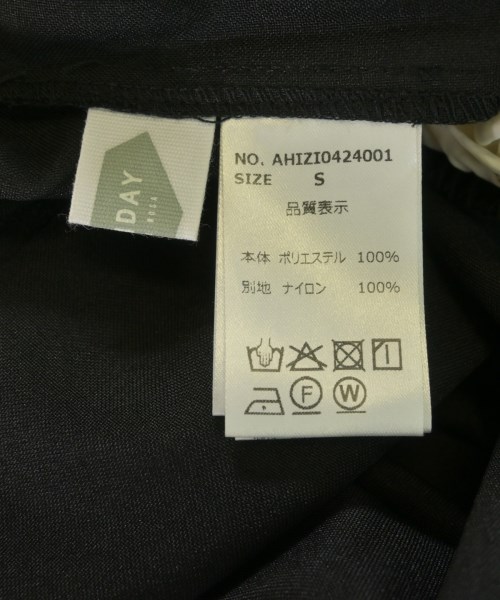 NO. AHIZI0424001
SIZE S
品質表示
本体 ポリエステル 100%
別地 ナイロン 100%
F W
DAY